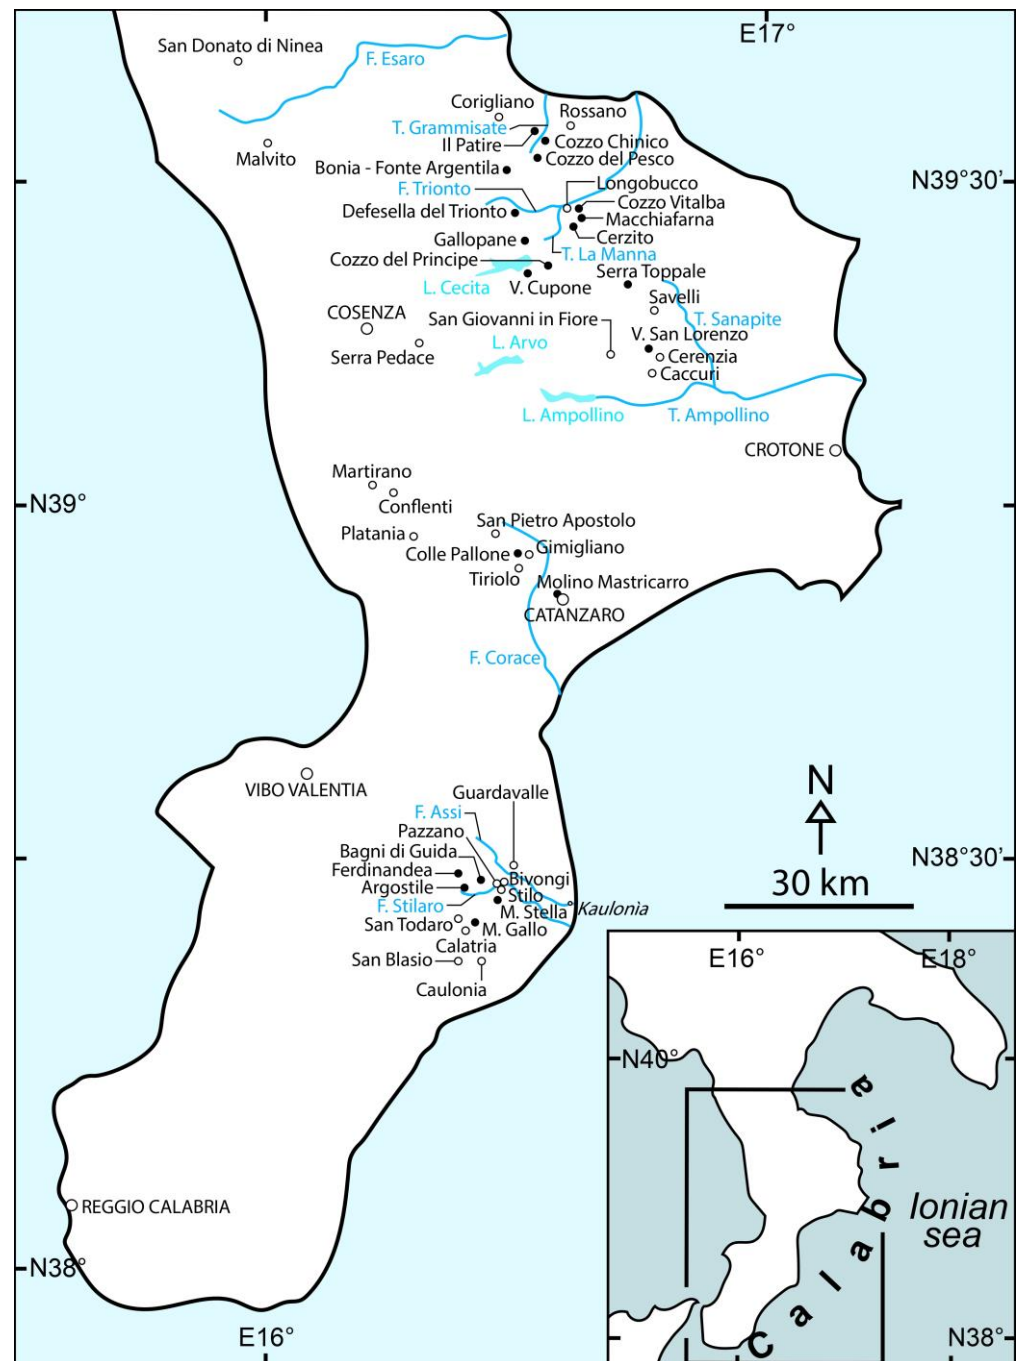 E17°
San Donato di Ninea
F. Esaro
Corigliano
Rossano
T. Grammisate
Il Patire
Cozzo Chinico
Malvito
Cozzo del Pesco
Bonia - Fonte Argentila
N39°30'
Longobucco
F. Trionto
Cozzo Vitalba
Defesella del Trionto
Macchiafarna
Gallopane
Cerzito
T. La Manna
Cozzo del Principe
Serra Toppale
L. Cecita
V. Cupone
Savelli
COSENZA
San Giovanni in Fiore
T. Sanapite
V. San Lorenzo
L. Arvo
Serra Pedace
Cerenzia
Caccuri
L. Ampollino
T. Ampollino
CROTONE
Martirano
N39°
Conflenti
San Pietro Apostolo
Platania
Colle Pallone
Gimigliano
Tiriolo
Molino Mastricarro
CATANZARO
F. Corace
N
VIBO VALENTIA
Guardavalle
F. Assi
Pazzano
Bagni di Guida
N38°30'
Ferdinandea
Bivongi
30 km
Argostile
Stilo
F. Stilaro
M. Stella
Kaulonia
San Todaro
M. Gallo
Calatria
San Blasio
Caulonia
E16°
E18°
N40°
Calabria
Ionian
sea
REGGIO CALABRIA
N38°
E16°
N38°